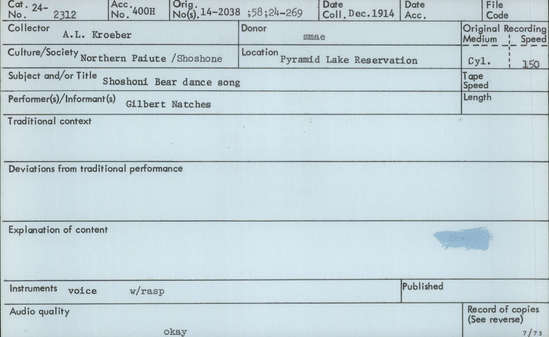 Cat. 24- Acc. Orig. Date Date File
No. 2312 No. 400H No(s). 14-2038 ;58;24-269 Coll. Dec.1914 Acc. Code
Collector A.L. Kroeber Donor smae Original Recording
Medium Speed
Culture/Society Northern Paiute /Shoshone Location Pyramid Lake Reservation Cyl. 150
Subject and/or Title Shoshoni Bear dance song Tape
Speed
Performer(s)/Informant(s) Gilbert Natches Length
Traditional context
Deviations from traditional performance
Explanation of content
Instruments voice w/rasp Published
Audio quality okay Record of copies
(See reverse)
7/73